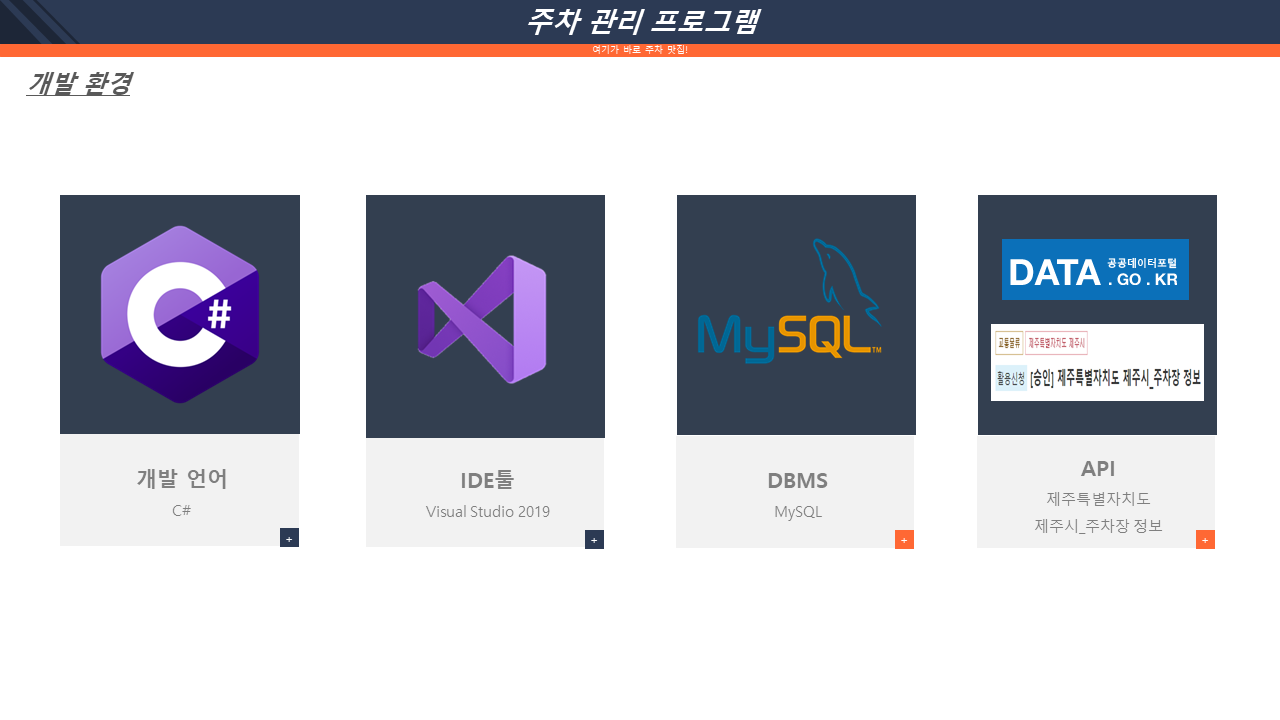 주차 관리 프로그램
여기가 바로 주차 맛집!
개발 환경
C#
개발 언어
C#
+
IDE툴
Visual Studio 2019
+
MySQL™
DBMS
MySQL
+
DATA 공공데이터포털
. GO . KR
교통물류 제주특별자치도 제주시
활용신청 [승인] 제주특별자치도 제주시_주차장 정보
API
제주특별자치도
제주시_주차장 정보
+